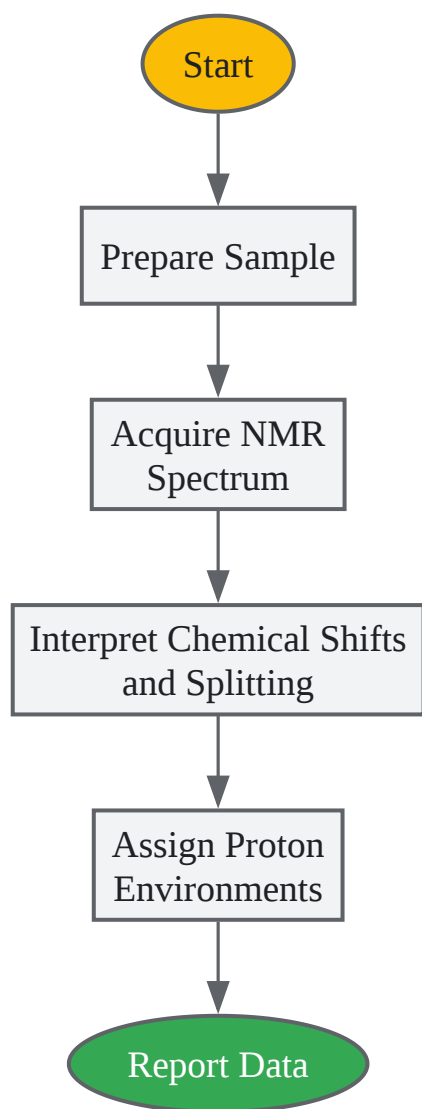 Start
Prepare Sample
Acquire NMR
Spectrum
Interpret Chemical Shifts
and Splitting
Assign Proton
Environments
Report Data